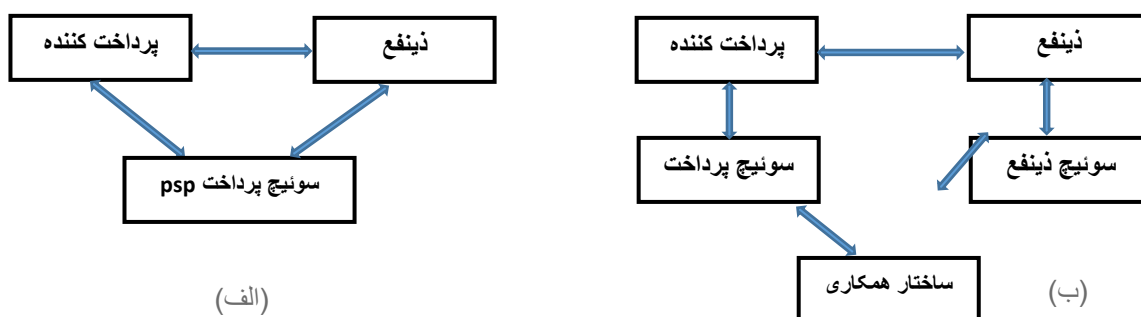 ذینفع
پرداخت کننده
سوئیچ ذینفع
سوئیچ پرداخت
ساختار همکاری
(ب)
ذینفع
پرداخت کننده
سوئیچ پرداخت psp
(الف)